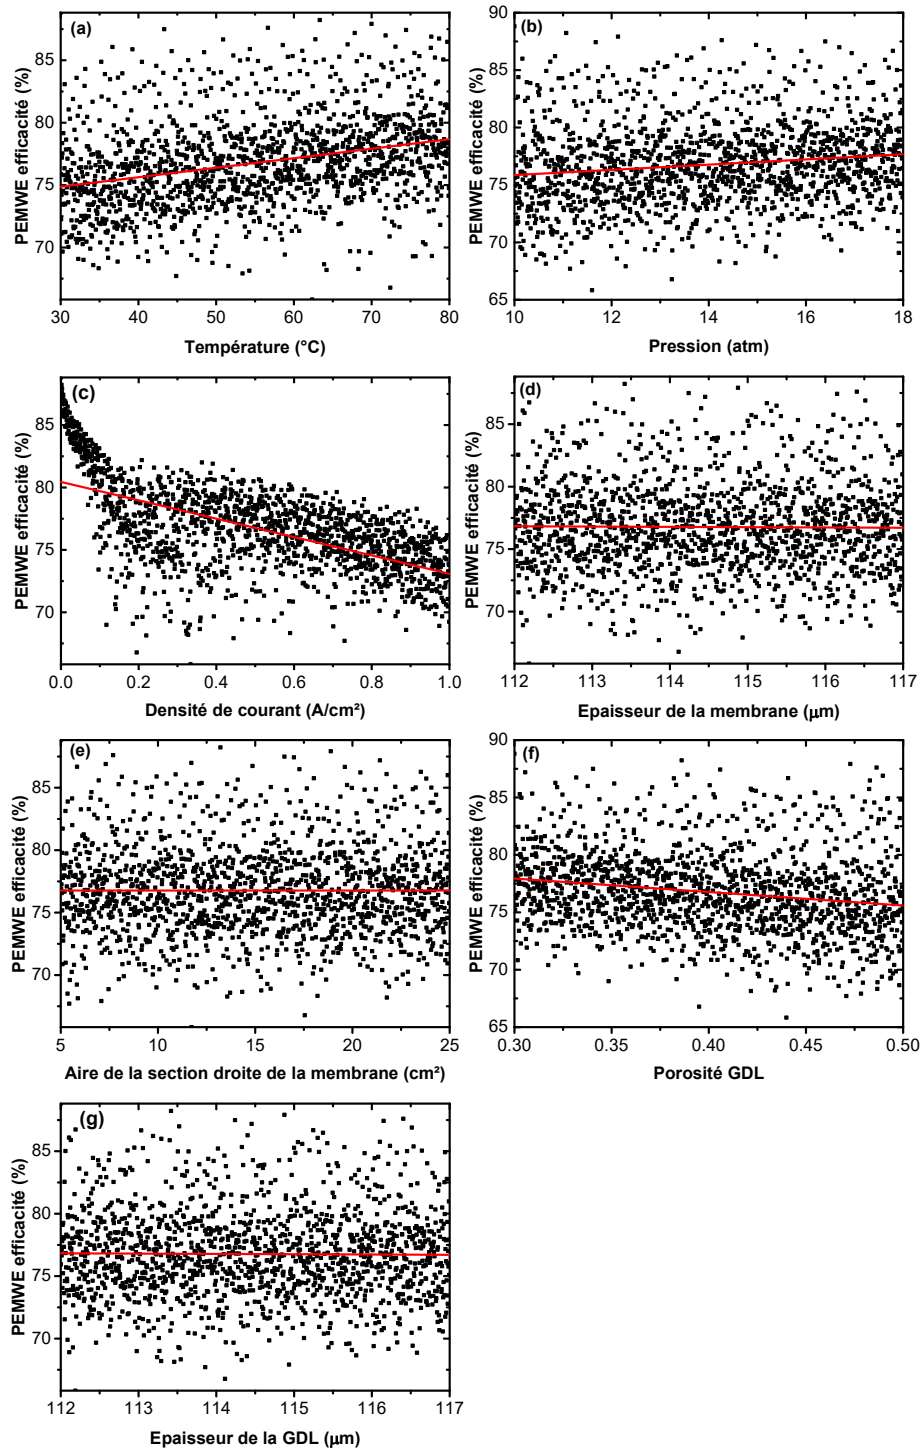 (a)
PEMWE efficacité (%)
85
80
75
70
30 40 50 60 70 80
Température (°C)
(b)
PEMWE efficacité (%)
90
85
80
75
70
65
10 12 14 16 18
Pression (atm)
(c)
PEMWE efficacité (%)
85
80
75
70
0.0 0.2 0.4 0.6 0.8 1.0
Densité de courant (A/cm²)
(d)
PEMWE efficacité (%)
85
80
75
70
112 113 114 115 116 117
Epaisseur de la membrane (μm)
(e)
PEMWE efficacité (%)
85
80
75
70
5 10 15 20 25
Aire de la section droite de la membrane (cm²)
(f)
PEMWE efficacité (%)
90
85
80
75
70
65
0.30 0.35 0.40 0.45 0.50
Porosité GDL
(g)
PEMWE efficacité (%)
85
80
75
70
112 113 114 115 116 117
Epaisseur de la GDL (μm)